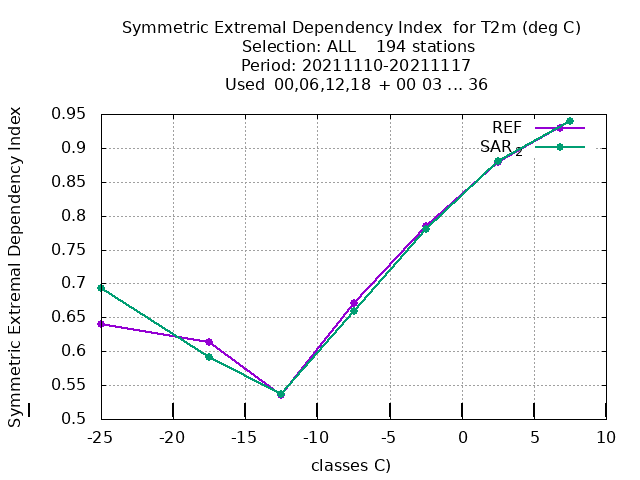 Symmetric Extremal Dependency Index for T2m (deg C)
Selection: ALL 194 stations
Period: 20211110-20211117
Used 00,06,12,18 + 00 03 ... 36
Symmetric Extremal Dependency Index
0.95
0.9
0.85
0.8
0.75
0.7
0.65
0.6
0.55
0.5
REF
SAR_2
-25 -20 -15 -10 -5 0 5 10
classes C)